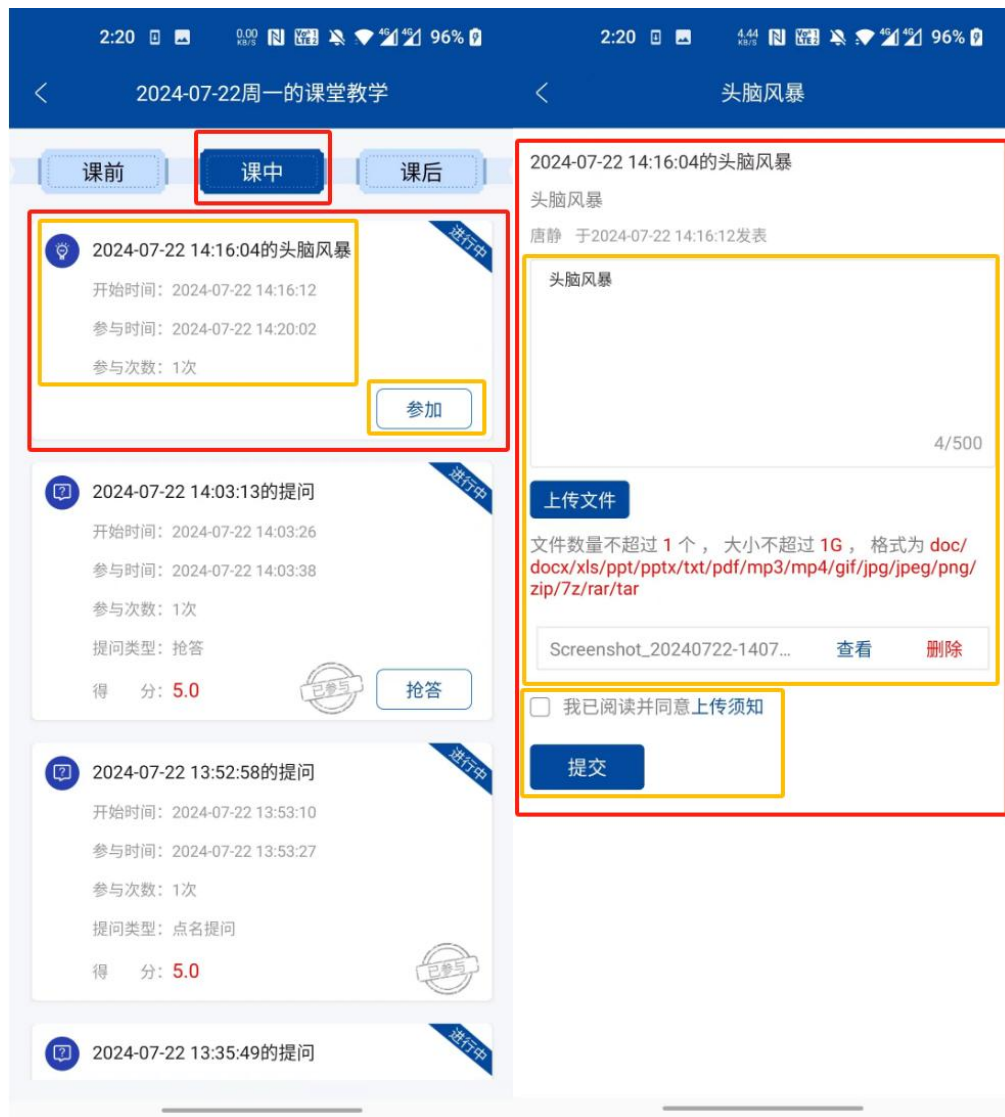 2:20
0.00
KB/S
96%
2024-07-22周一的课堂教学
课前
课中
课后
进行中
2024-07-22 14:16:04的头脑风暴
开始时间：2024-07-22 14:16:12
参与时间：2024-07-22 14:20:02
参与次数：1次
参加
进行中
2024-07-22 14:03:13的提问
开始时间：2024-07-22 14:03:26
参与时间：2024-07-22 14:03:38
参与次数：1次
提问类型：抢答
得 分：5.0
已参与
抢答
进行中
2024-07-22 13:52:58的提问
开始时间：2024-07-22 13:53:10
参与时间：2024-07-22 13:53:27
参与次数：1次
提问类型：点名提问
得 分：5.0
已参与
进行中
2024-07-22 13:35:49的提问
2:20
4.44
KB/S
96%
头脑风暴
2024-07-22 14:16:04的头脑风暴
头脑风暴
唐静 于2024-07-22 14:16:12发表
头脑风暴
4/500
上传文件
文件数量不超过 1 个 ， 大小不超过 1G ， 格式为 doc/
docx/xls/ppt/pptx/txt/pdf/mp3/mp4/gif/jpg/jpeg/png/
zip/7z/rar/tar
Screenshot_20240722-1407... 查看 删除
我已阅读并同意上传须知
提交